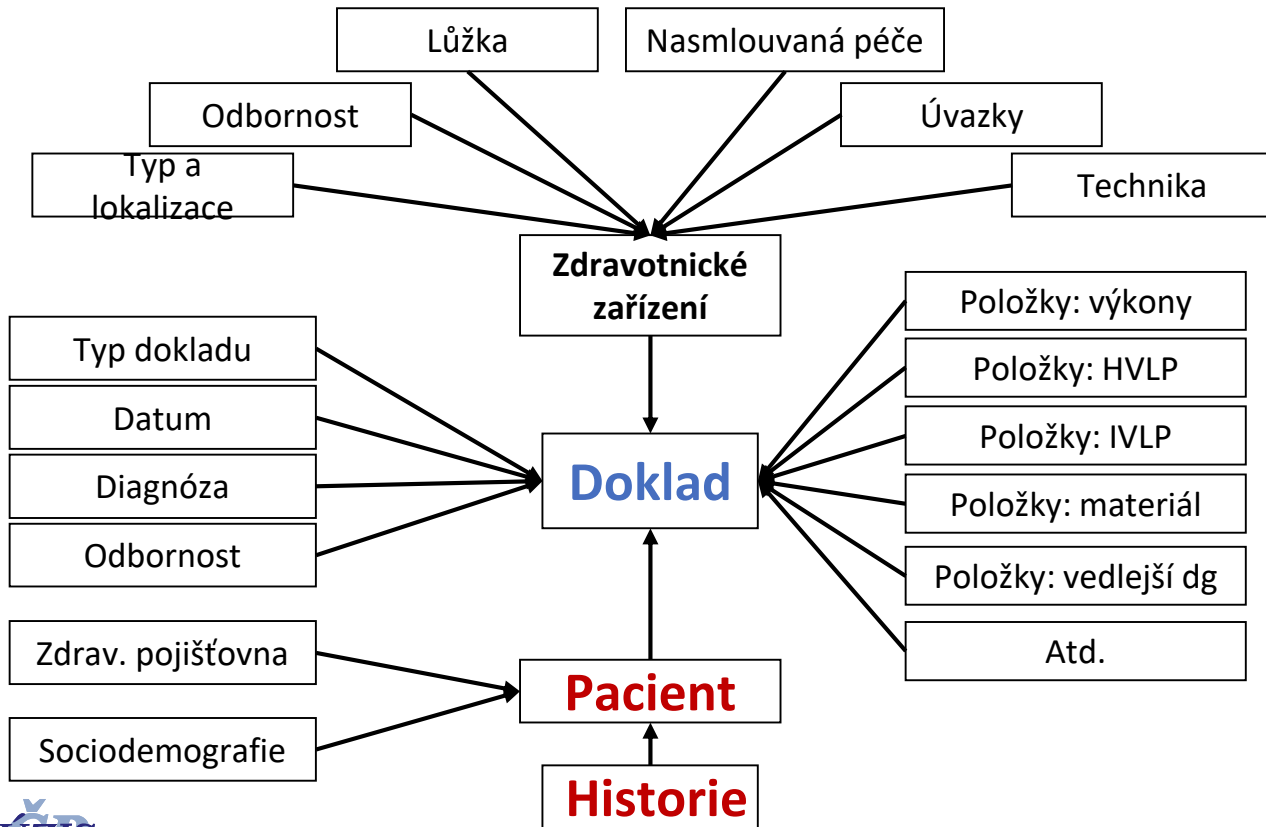 Lůžka
Nasmlouvaná péče
Odbornost
Úvazky
Typ a
lokalizace
Technika
Zdravotnické
zařízení
Typ dokladu
Datum
Diagnóza
Odbornost
Doklad
Položky: výkony
Položky: HVLP
Položky: IVLP
Položky: materiál
Položky: vedlejší dg
Atd.
Zdrav. pojišťovna
Sociodemografie
Pacient
Historie
ČR